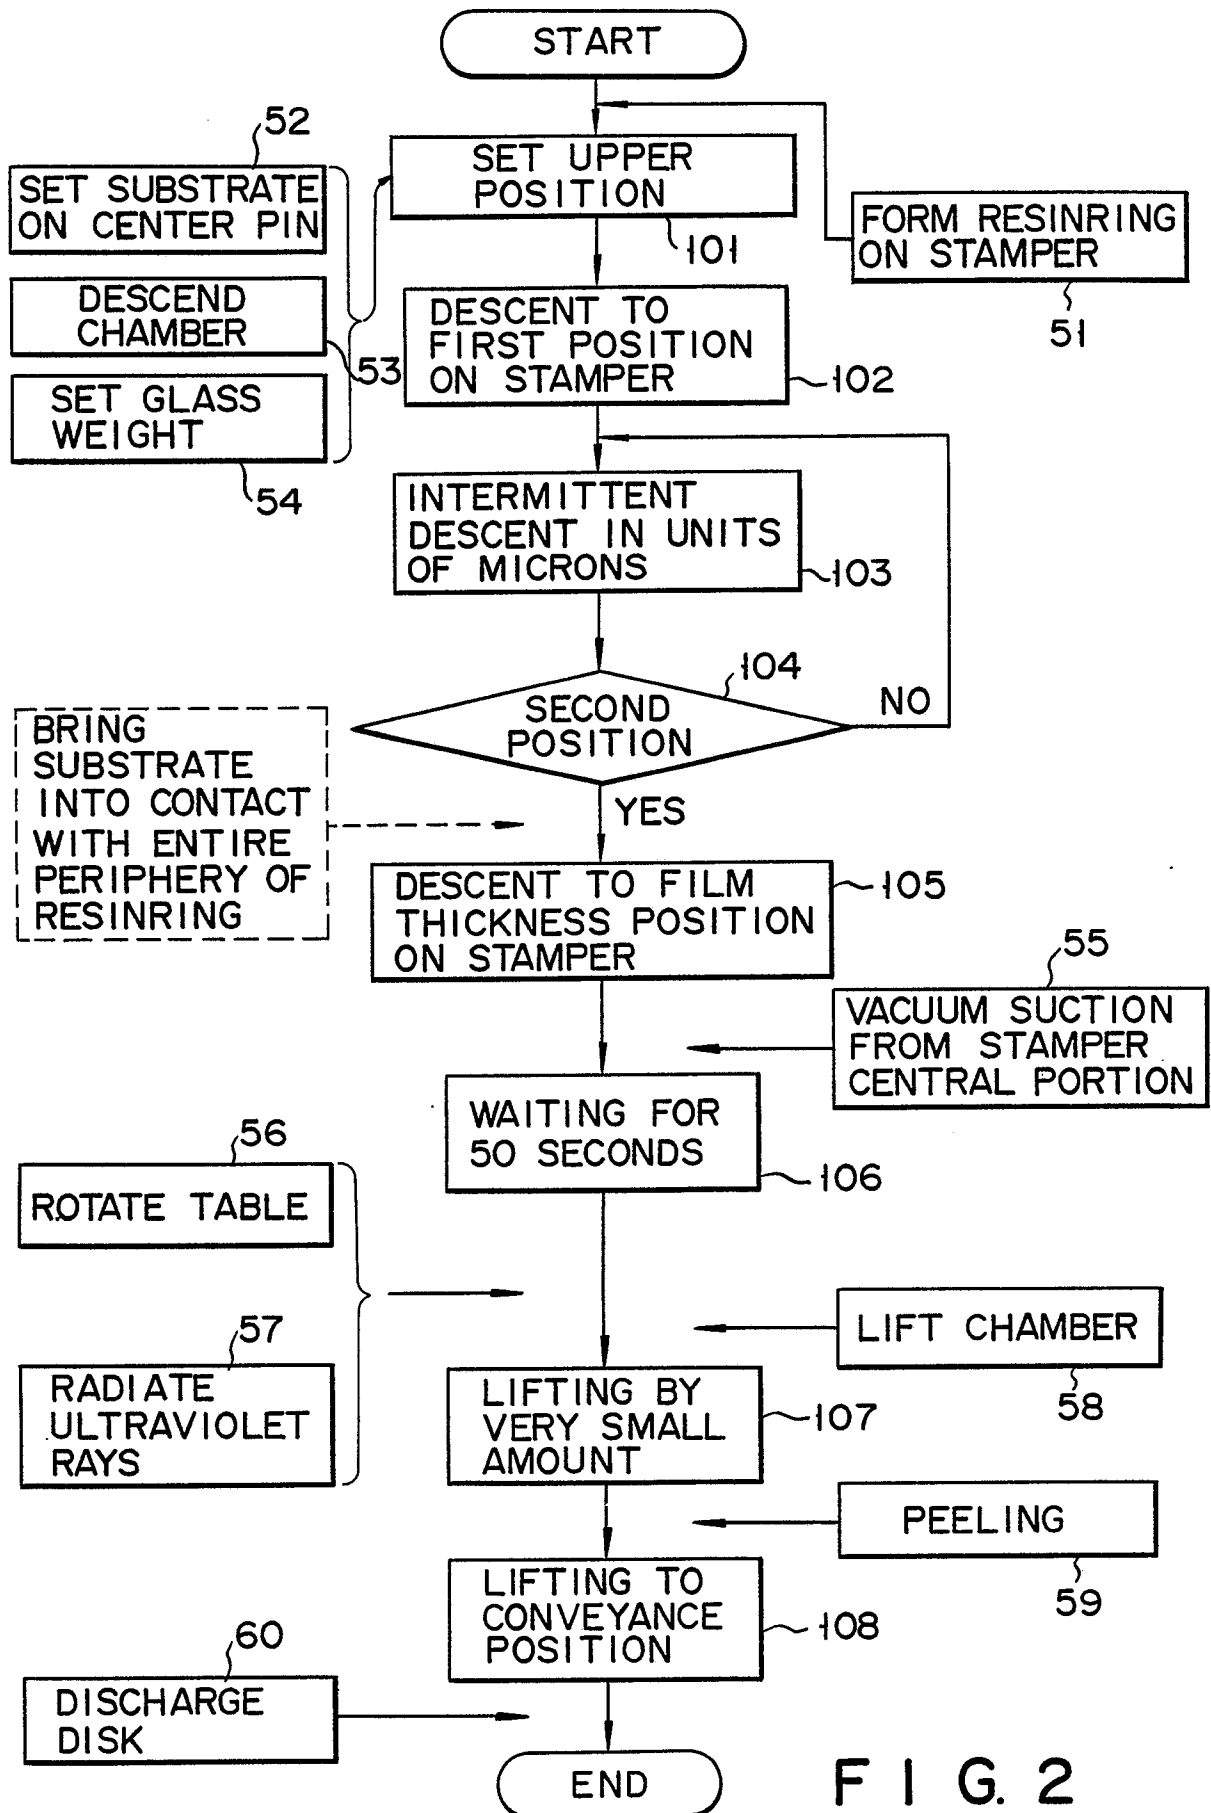 START
52
SET SUBSTRATE
ON CENTER PIN
SET UPPER
POSITION
101
FORM RESINRING
ON STAMPER
51
DESCEND
CHAMBER
53
DESCENT TO
FIRST POSITION
ON STAMPER
102
SET GLASS
WEIGHT
54
INTERMITTENT
DESCENT IN UNITS
OF MICRONS
103
104
SECOND
POSITION
NO
YES
BRING
SUBSTRATE
INTO CONTACT
WITH ENTIRE
PERIPHERY OF
RESINRING
DESCENT TO FILM
THICKNESS POSITION
ON STAMPER
105
55
VACUUM SUCTION
FROM STAMPER
CENTRAL PORTION
WAITING FOR
50 SECONDS
106
56
ROTATE TABLE
57
RADIATE
ULTRAVIOLET
RAYS
LIFT CHAMBER
58
LIFTING BY
VERY SMALL
AMOUNT
107
PEELING
59
LIFTING TO
CONVEYANCE
POSITION
108
60
DISCHARGE
DISK
END
FIG. 2